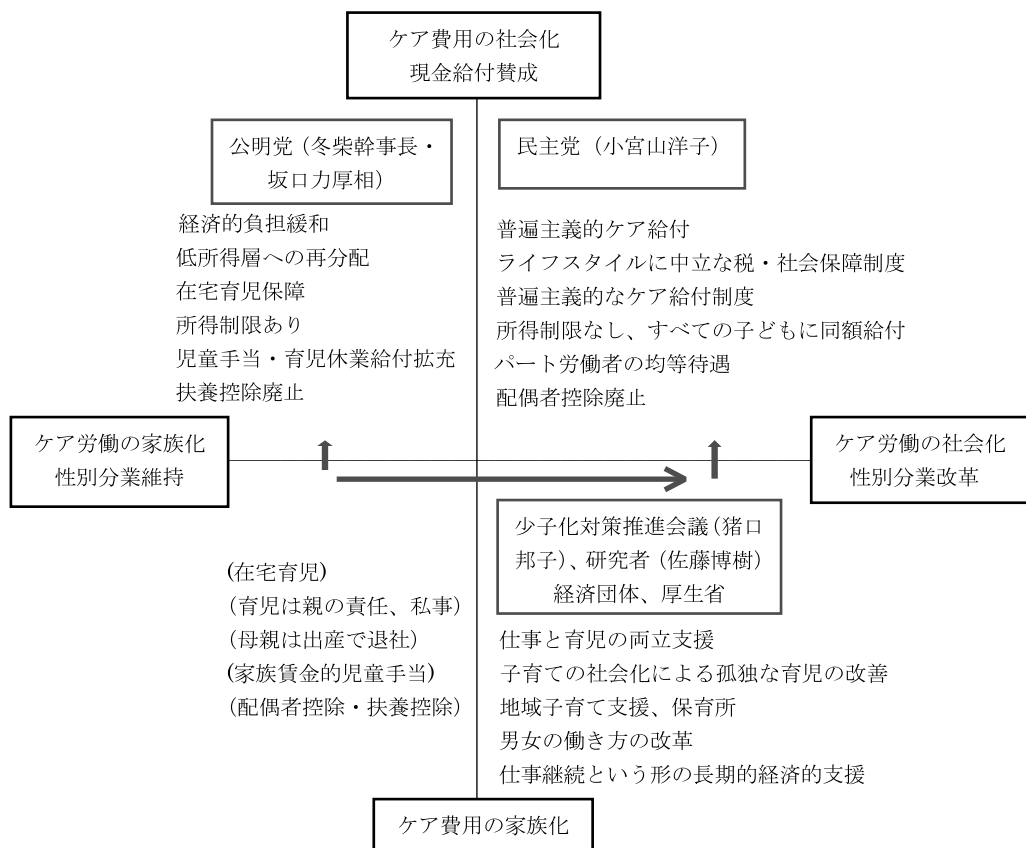 ケア費用の社会化
現金給付賛成
公明党（冬柴幹事長・
坂口力厚相）
経済的負担緩和
低所得層への再分配
在宅育児保障
所得制限あり
児童手当・育児休業給付拡充
扶養控除廃止
民主党（小宮山洋子）
普遍主義的ケア給付
ライフスタイルに中立な税・社会保障制度
普遍主義的なケア給付制度
所得制限なし、すべての子どもに同額給付
パート労働者の均等待遇
配偶者控除廃止
ケア労働の家族化
性別分業維持
ケア労働の社会化
性別分業改革
(在宅育児)
(育児は親の責任、私事)
(母親は出産で退社)
(家族賃金的児童手当)
(配偶者控除・扶養控除)
少子化対策推進会議（猪口
邦子）、研究者（佐藤博樹）
経済団体、厚生省
仕事と育児の両立支援
子育ての社会化による孤独な育児の改善
地域子育て支援、保育所
男女の働き方の改革
仕事継続という形の長期的経済的支援
ケア費用の家族化